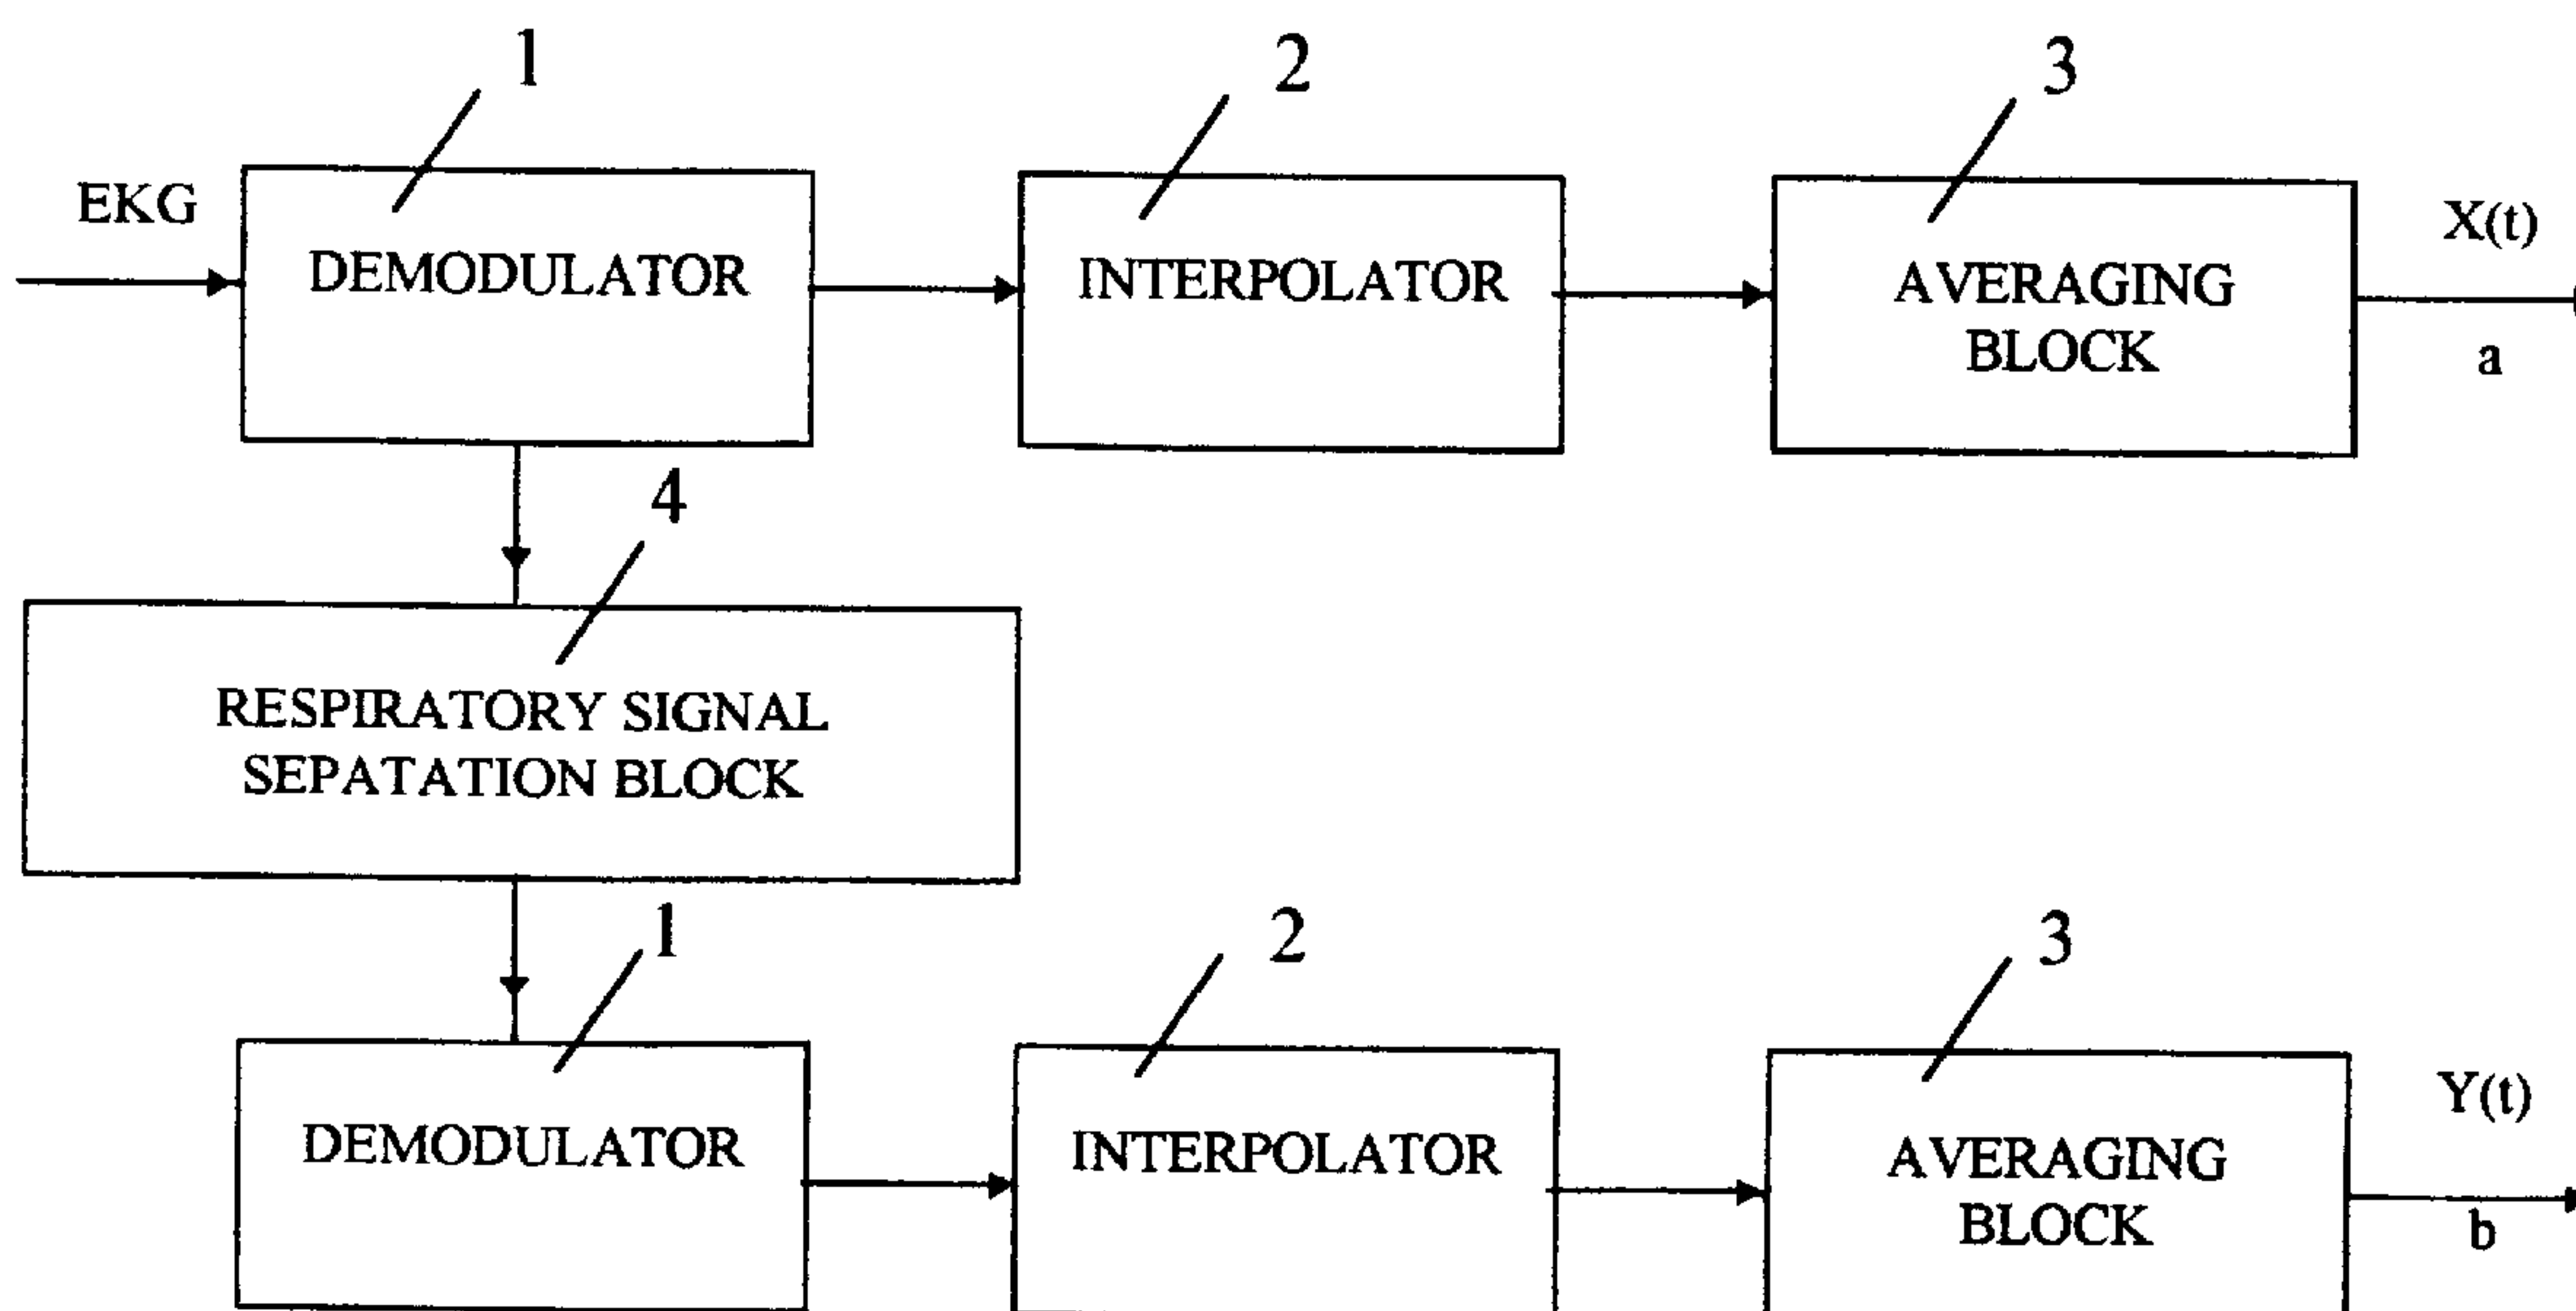 1
2
3
EKG
DEMODULATOR
INTERPOLATOR
AVERAGING
BLOCK
X(t)
a
4
RESPIRATORY SIGNAL
SEPATATION BLOCK
1
2
3
DEMODULATOR
INTERPOLATOR
AVERAGING
BLOCK
Y(t)
b